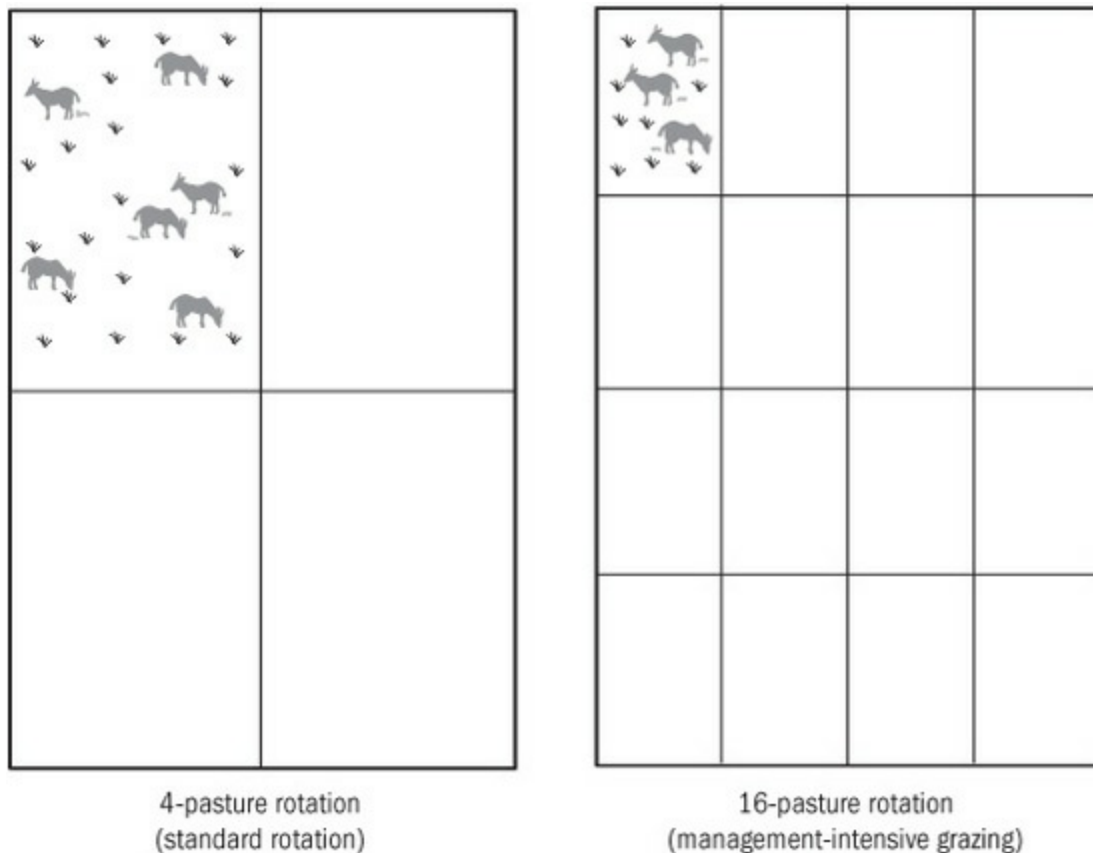 4-pasture rotation
(standard rotation)
16-pasture rotation
(management-intensive grazing)